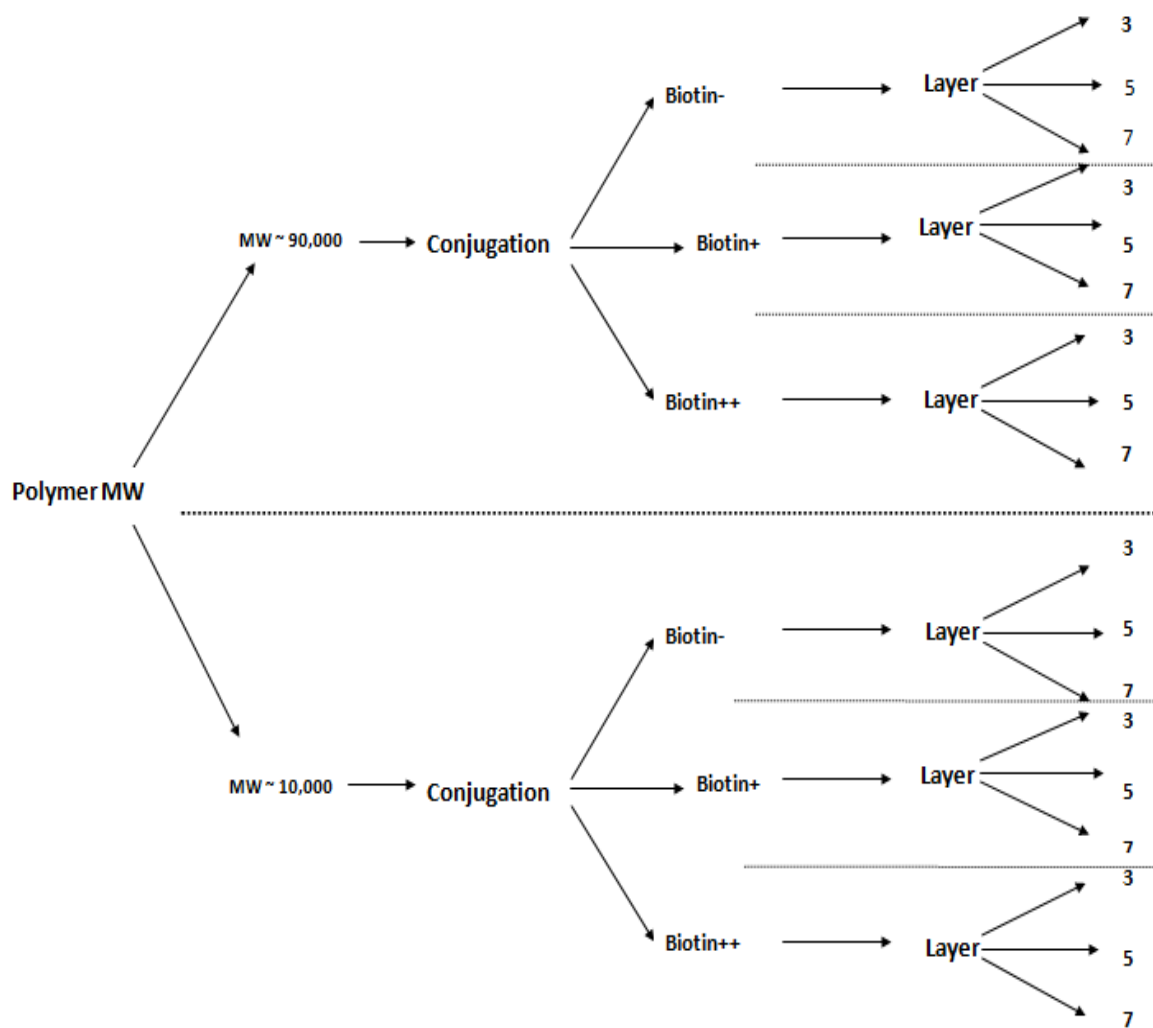 3
Biotin-
Layer
5
7
3
MW ~ 90,000
Conjugation
Biotin+
Layer
5
7
3
Biotin++
Layer
5
7
Polymer MW
3
Biotin-
Layer
5
7
3
MW ~ 10,000
Conjugation
Biotin+
Layer
5
7
3
Biotin++
Layer
5
7